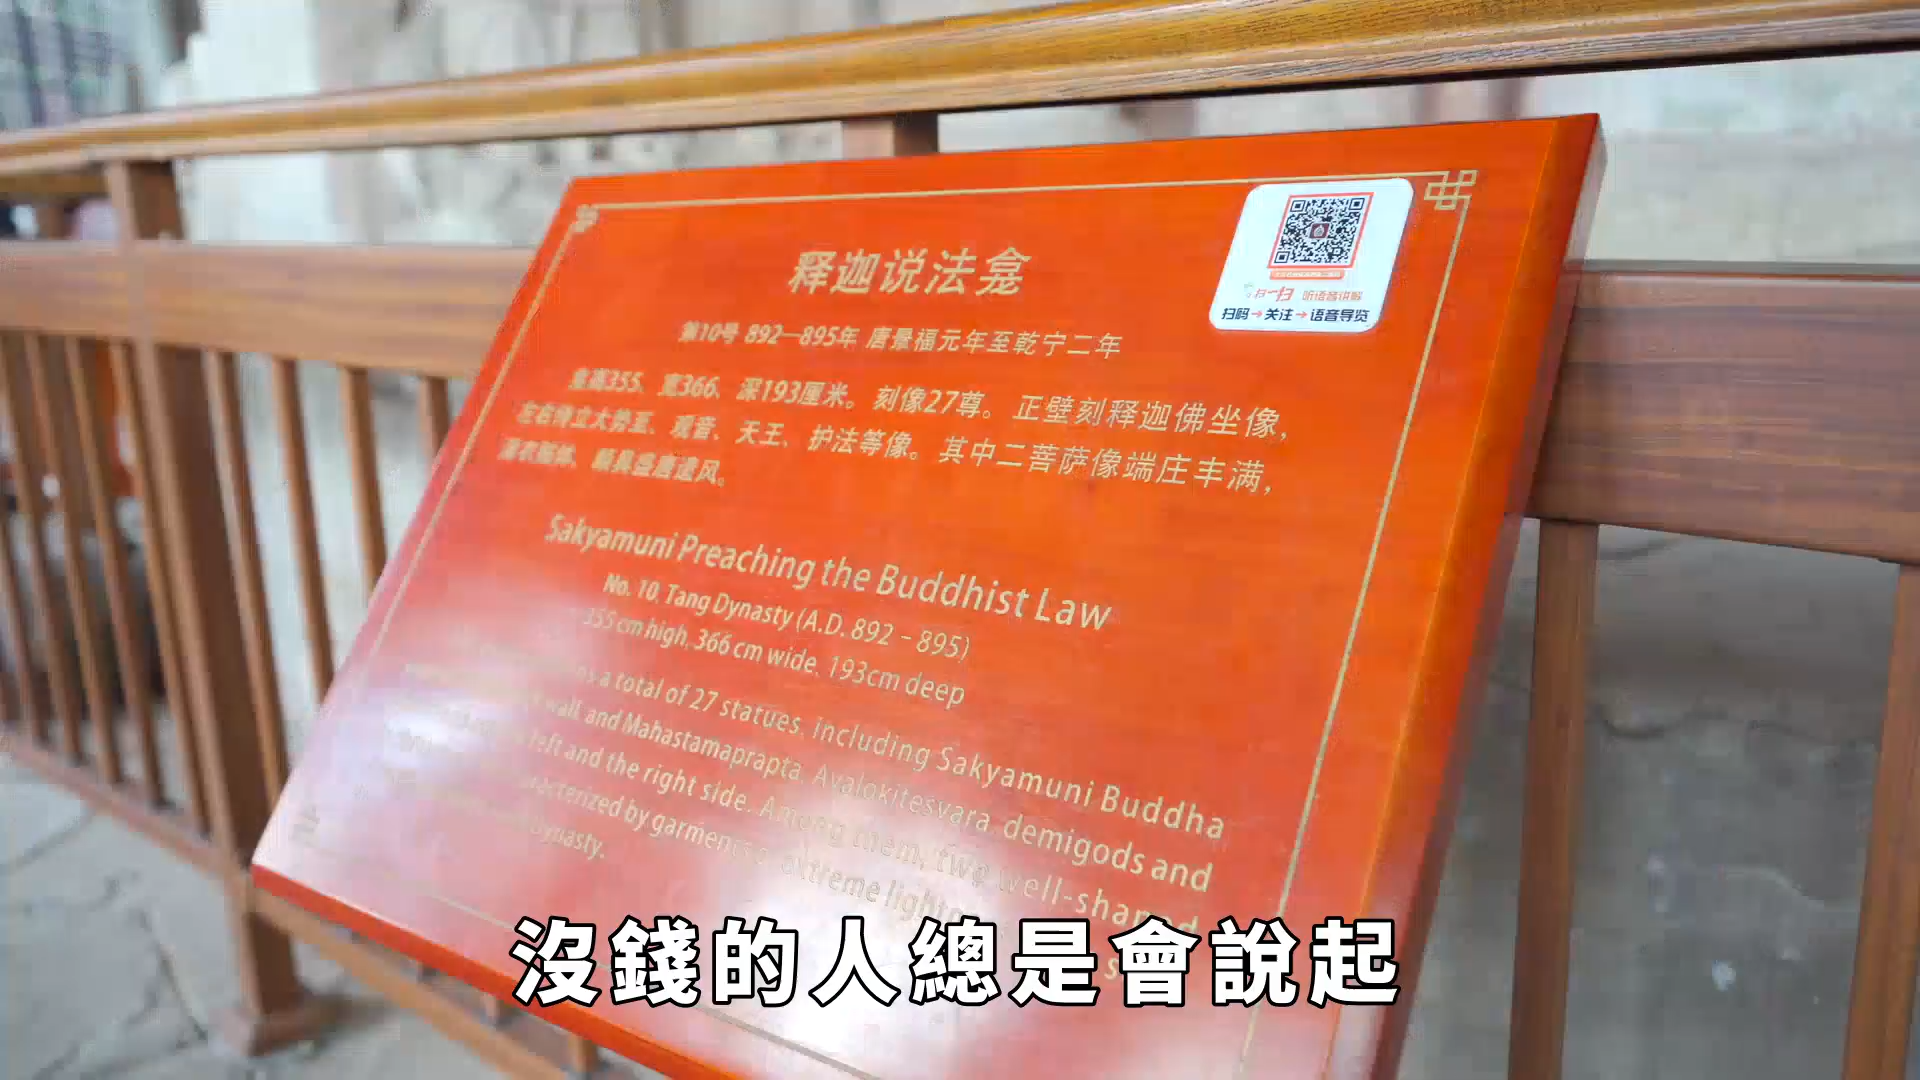 释迦说法龛
第10号 892—895年 唐景福元年至乾宁二年
龛高355、宽366、深193厘米。刻像27尊。正壁刻释迦佛坐像，
左右侍立大势至、观音、天王、护法等像。其中二菩萨像端庄丰满，
盛唐遗风。
扫一扫 听语音讲解
扫码→关注→语音导览
Sakyamuni Preaching the Buddhist Law
No. 10, Tang Dynasty (A.D. 892 – 895)
355 cm high, 366 cm wide, 193cm deep
a total of 27 statues, including Sakyamuni Buddha
wall and Mahastamaprapta, Avalokitesvara, demigods and
left and the right side. Among them, two well-shaped
characterized by garments of extreme
Dynasty.
沒錢的人總是會說起